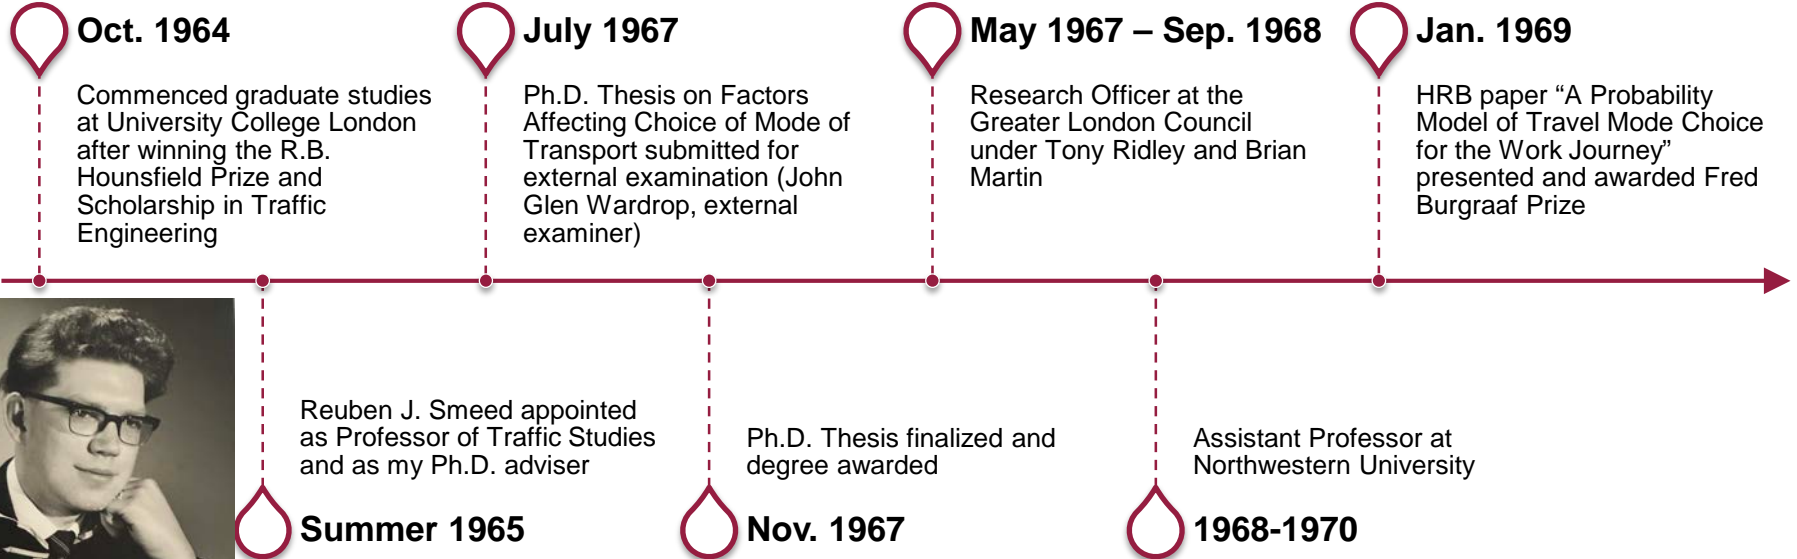 Oct. 1964
Commenced graduate studies
at University College London
after winning the R.B.
Hounsfield Prize and
Scholarship in Traffic
Engineering
July 1967
Ph.D. Thesis on Factors
Affecting Choice of Mode of
Transport submitted for
external examination (John
Glen Wardrop, external
examiner)
May 1967 – Sep. 1968
Research Officer at the
Greater London Council
under Tony Ridley and Brian
Martin
Jan. 1969
HRB paper “A Probability
Model of Travel Mode Choice
for the Work Journey”
presented and awarded Fred
Burgraaf Prize
Reuben J. Smeed appointed
as Professor of Traffic Studies
and as my Ph.D. adviser
Summer 1965
Ph.D. Thesis finalized and
degree awarded
Nov. 1967
Assistant Professor at
Northwestern University
1968-1970